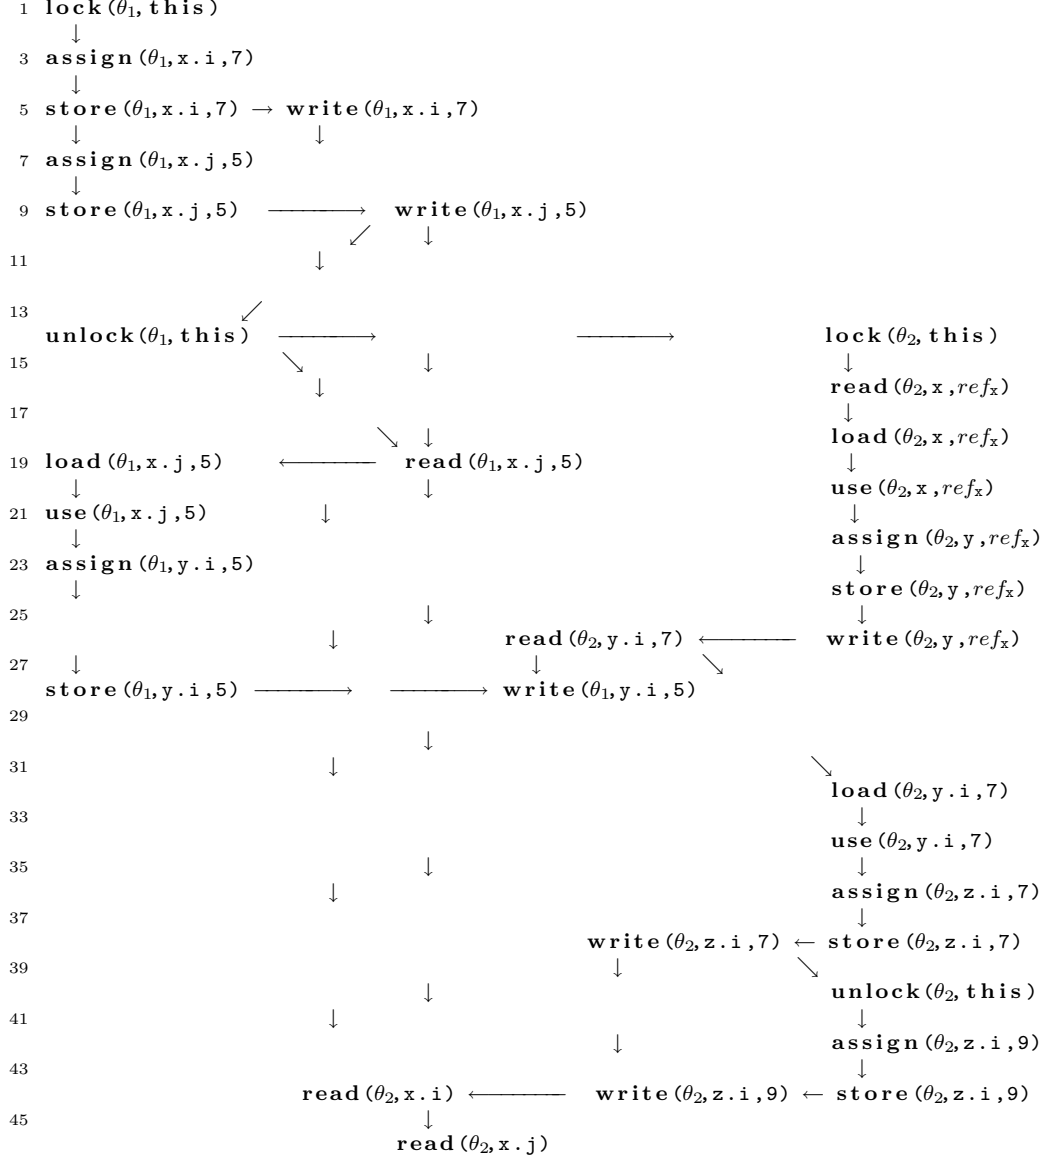 1 lock(θ1, this)
↓
3 assign(θ1, x.i, 7)
↓
5 store(θ1, x.i, 7) → write(θ1, x.i, 7)
↓ ↓
7 assign(θ1, x.j, 5)
↓
9 store(θ1, x.j, 5) ⟶ write(θ1, x.j, 5)
↙ ↓
11 ↓
13 ↙
unlock(θ1, this) ⟶ ⟶ lock(θ2, this)
15 ↘ ↓ ↓
↓ read(θ2, x, refx)
17 ↓
↘ ↓ load(θ2, x, refx)
19 load(θ1, x.j, 5) ⟵ read(θ1, x.j, 5) ↓
↓ ↓ use(θ2, x, refx)
21 use(θ1, x.j, 5) ↓ ↓
↓ assign(θ2, y, refx)
23 assign(θ1, y.i, 5) ↓
↓ store(θ2, y, refx)
25 ↓ ↓
↓ read(θ2, y.i, 7) ⟵ write(θ2, y, refx)
27 ↓ ↓ ↘
store(θ1, y.i, 5) ⟶ ⟶ write(θ1, y.i, 5)
29
↓
31 ↓ ↘
load(θ2, y.i, 7)
33 ↓
use(θ2, y.i, 7)
35 ↓ ↓
↓ assign(θ2, z.i, 7)
37 ↓
write(θ2, z.i, 7) ← store(θ2, z.i, 7)
39 ↓ ↘
↓ unlock(θ2, this)
41 ↓ ↓
↓ assign(θ2, z.i, 9)
43 ↓
read(θ2, x.i) ⟵ write(θ2, z.i, 9) ← store(θ2, z.i, 9)
45 ↓
read(θ2, x.j)